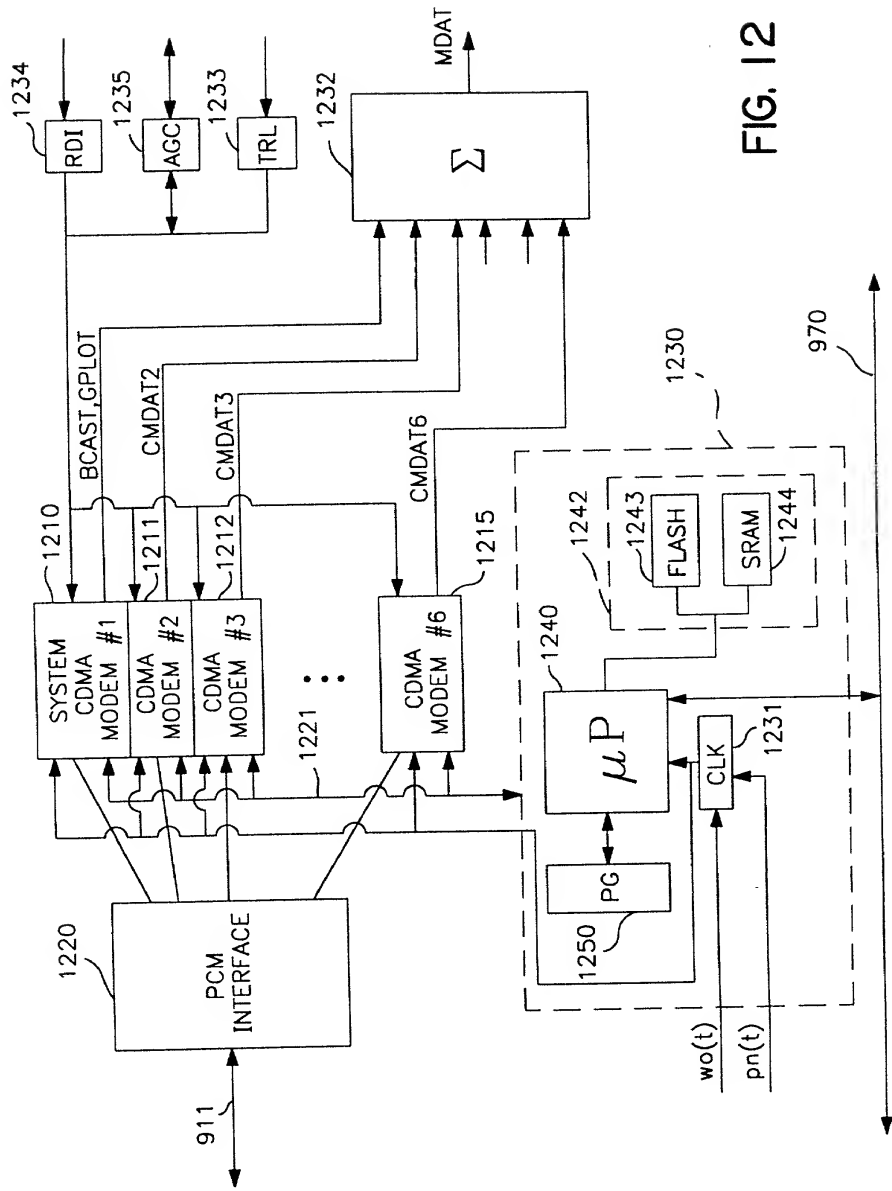 1234
RDI
1235
AGC
1233
TRL
1232
Σ
MDAT
FIG. 12
BCAST,GPLOT
CMDAT2
CMDAT3
CMDAT6
1210
1211
1212
1215
SYSTEM
CDMA
MODEM #1
CDMA
MODEM #2
CDMA
MODEM #3
CDMA
MODEM #6
1221
1220
PCM
INTERFACE
911
1230
970
1240
μP
1242
1243
FLASH
SRAM
1244
CLK
1231
PG
1250
wo(t)
pn(t)